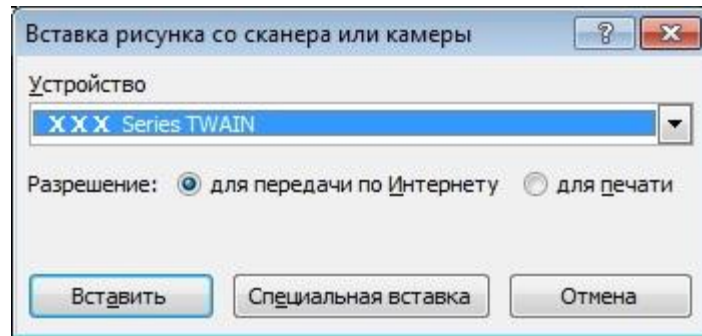 Вставка рисунка со сканера или камеры
Устройство
X X X Series TWAIN
Разрешение: для передачи по Интернету для печати
Вставить Специальная вставка Отмена